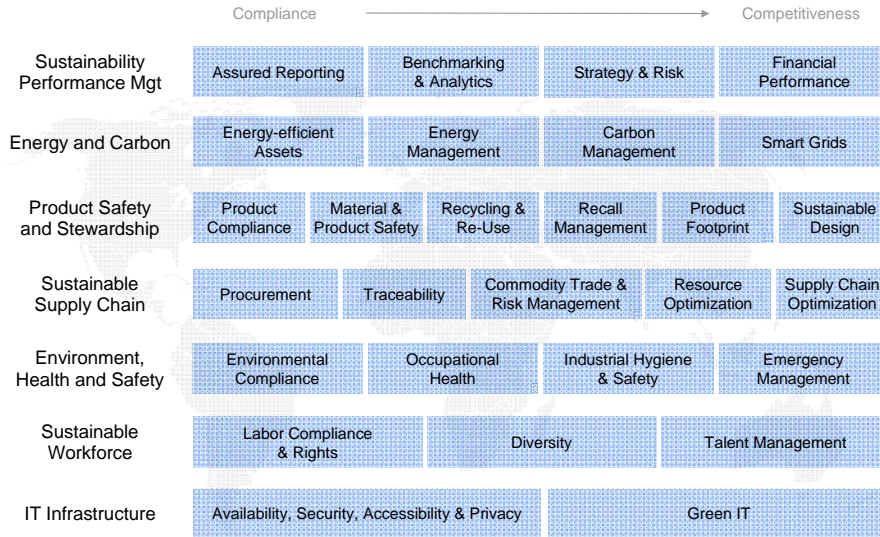 Compliance
Competitiveness
Sustainability
Performance Mgt
Assured Reporting
Benchmarking
& Analytics
Strategy & Risk
Financial
Performance
Energy and Carbon
Energy-efficient
Assets
Energy
Management
Carbon
Management
Smart Grids
Product Safety
and Stewardship
Product
Compliance
Material &
Product Safety
Recycling &
Re-Use
Recall
Management
Product
Footprint
Sustainable
Design
Sustainable
Supply Chain
Procurement
Traceability
Commodity Trade &
Risk Management
Resource
Optimization
Supply Chain
Optimization
Environment,
Health and Safety
Environmental
Compliance
Occupational
Health
Industrial Hygiene
& Safety
Emergency
Management
Sustainable
Workforce
Labor Compliance
& Rights
Diversity
Talent Management
IT Infrastructure
Availability, Security, Accessibility & Privacy
Green IT